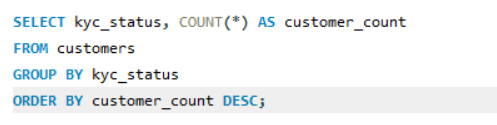 SELECT kyc_status, COUNT(*) AS customer_count
FROM customers
GROUP BY kyc_status
ORDER BY customer_count DESC;